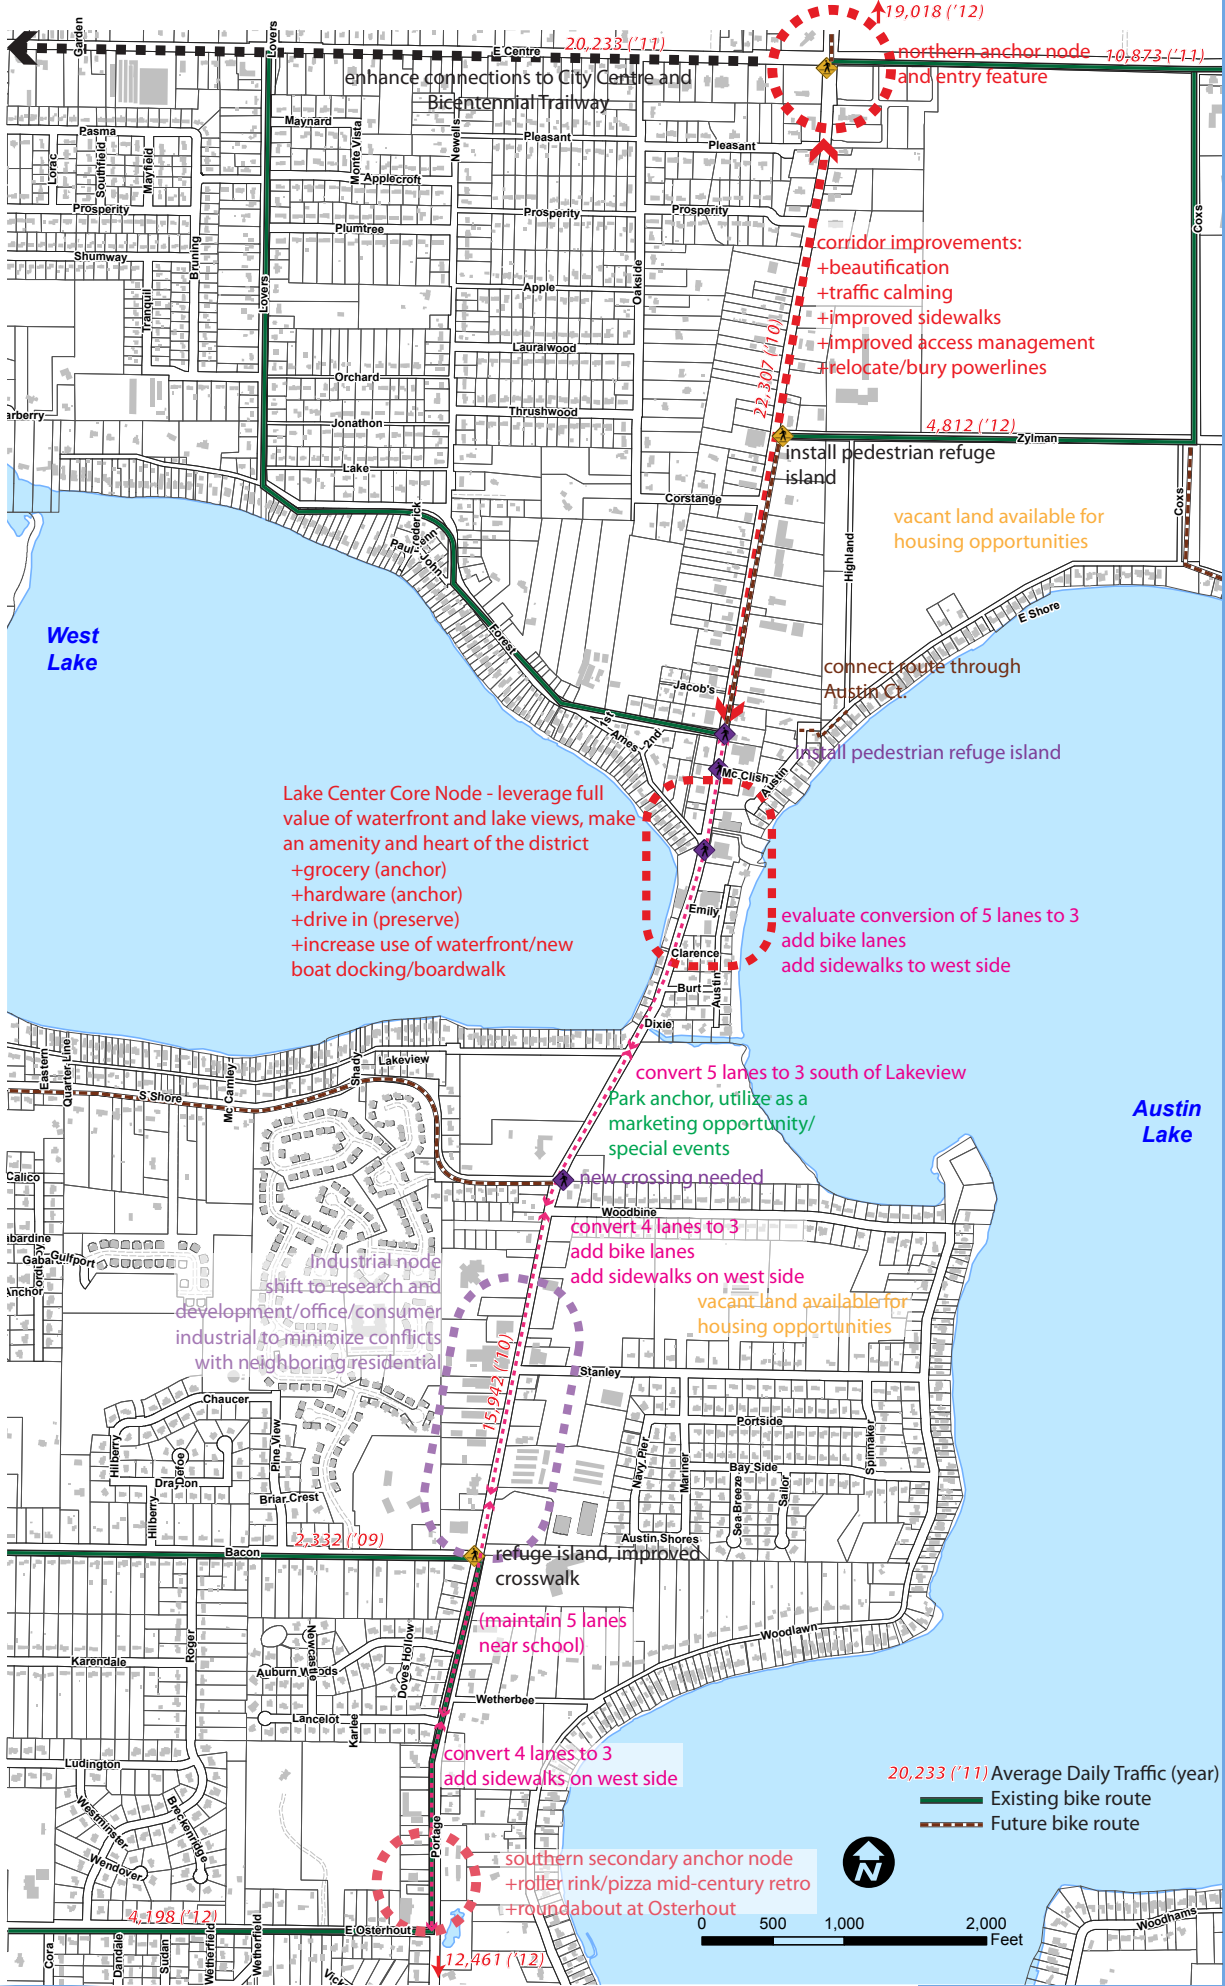 19,018 ('12)
Garden
Lovers
E Centre
20,233 ('11)
northern anchor node
and entry feature
10,873 ('11)
enhance connections to City Centre and
Bicentennial Trailway
Maynard
Pasma
Newells
Pleasant
Pleasant
Lorac
Southfield
Mayfield
Monte Vista
Applecroft
Prosperity
Prosperity
Prosperity
Plumtree
Coxs
Shumway
Bruning
corridor improvements:
+beautification
+traffic calming
+improved sidewalks
+improved access management
+relocate/bury powerlines
Tranquil
Lovers
Apple
Oakside
Lauralwood
22,307 ('10)
Orchard
Thrushwood
arberry
Jonathon
4,812 ('12)
Zylman
install pedestrian refuge
island
Lake
Corstange
Coxs
Frederick
Paul
Penn
John
vacant land available for
housing opportunities
Highland
E Shore
West
Lake
Forest
connect route through
Austin Ct.
Jacob's
1st
Ames
2nd
install pedestrian refuge island
Mc Clish
Austin
Lake Center Core Node - leverage full
value of waterfront and lake views, make
an amenity and heart of the district
+grocery (anchor)
+hardware (anchor)
+drive in (preserve)
+increase use of waterfront/new
boat docking/boardwalk
Emily
evaluate conversion of 5 lanes to 3
add bike lanes
add sidewalks to west side
Clarence
Burt
Austin
Dixie
Eastern
Quarter Line
S Shore
Mc Camley
Shady
Lakeview
convert 5 lanes to 3 south of Lakeview
Park anchor, utilize as a
marketing opportunity/
special events
Austin
Lake
Calico
new crossing needed
Woodbine
abardine
Gulfport
Anchor
convert 4 lanes to 3
add bike lanes
add sidewalks on west side
Industrial node
shift to research and
development/office/consumer
industrial to minimize conflicts
with neighboring residential
vacant land available for
housing opportunities
15,942 ('10)
Stanley
Chaucer
Portside
Hilberry
Defoe
Pine View
Navy Pier
Mariner
Spinnaker
Bay Side
Drayton
Briar Crest
Hilberry
Sea Breeze
Sailor
2,332 ('09)
Austin Shores
Bacon
refuge island, improved
crosswalk
(maintain 5 lanes
near school)
Roger
Newcastle
Doves Hollow
Woodlawn
Karendale
Auburn Woods
Wetherbee
Lancelot
Karlee
convert 4 lanes to 3
add sidewalks on west side
Ludington
Westminster
Breckenridge
Wendover
Portage
20,233 ('11) Average Daily Traffic (year)
Existing bike route
Future bike route
N
southern secondary anchor node
+roller rink/pizza mid-century retro
+roundabout at Osterhout
4,198 ('12)
E Osterhout
0 500 1,000 2,000
Feet
Woodhams
Cora
Dandale
Sudan
Wetherfield
Wetherfield
12,461 ('12)